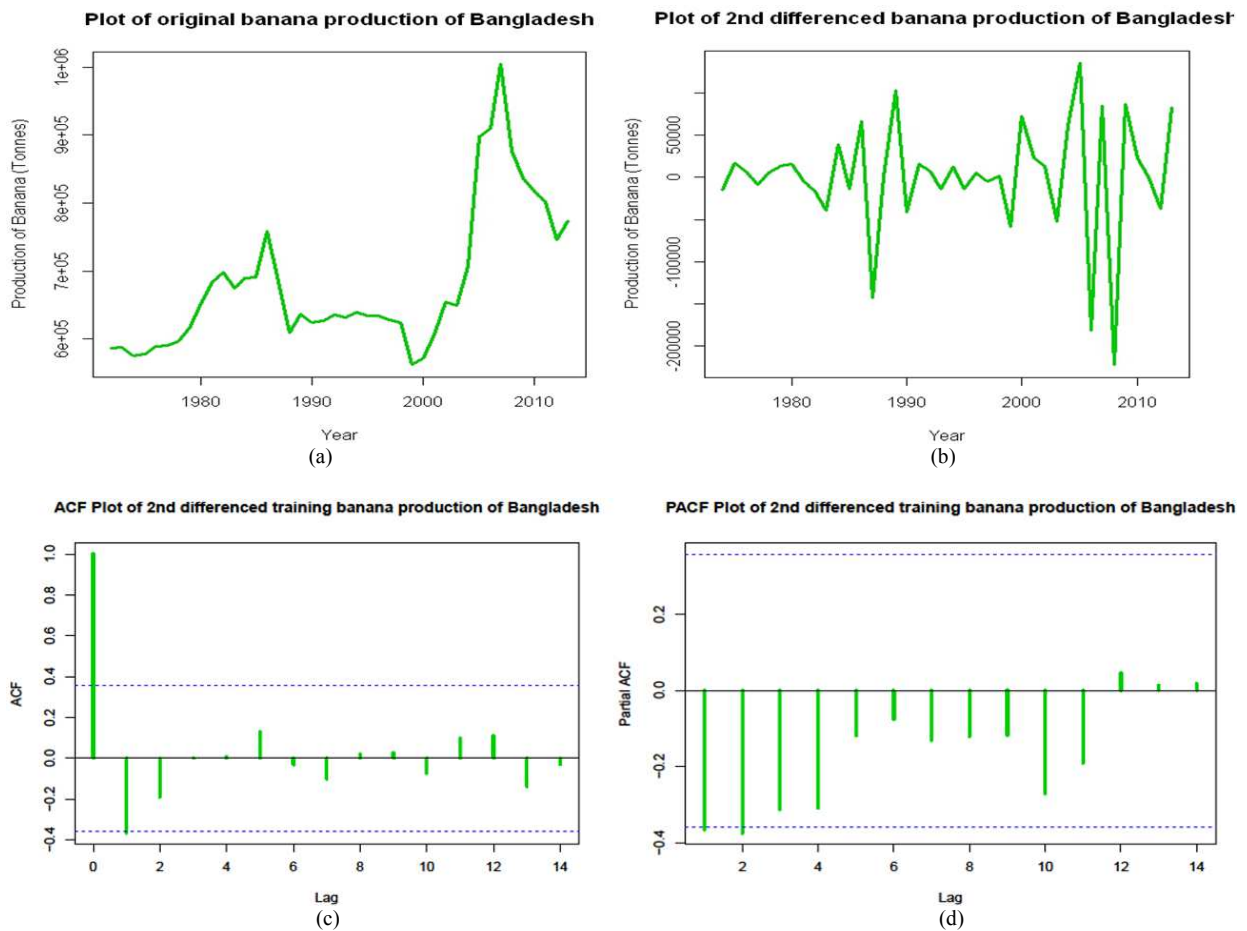 Plot of original banana production of Bangladesh
Production of Banana (Tonnes)
1e+06
9e+05
8e+05
7e+05
6e+05
1980 1990 2000 2010
Year
(a)
Plot of 2nd differenced banana production of Bangladesh
Production of Banana (Tonnes)
50000
0
-100000
-200000
1980 1990 2000 2010
Year
(b)
ACF Plot of 2nd differenced training banana production of Bangladesh
ACF
1.0
0.8
0.6
0.4
0.2
0.0
-0.2
-0.4
0 2 4 6 8 10 12 14
Lag
(c)
PACF Plot of 2nd differenced training banana production of Bangladesh
Partial ACF
0.2
0.0
-0.2
-0.4
2 4 6 8 10 12 14
Lag
(d)